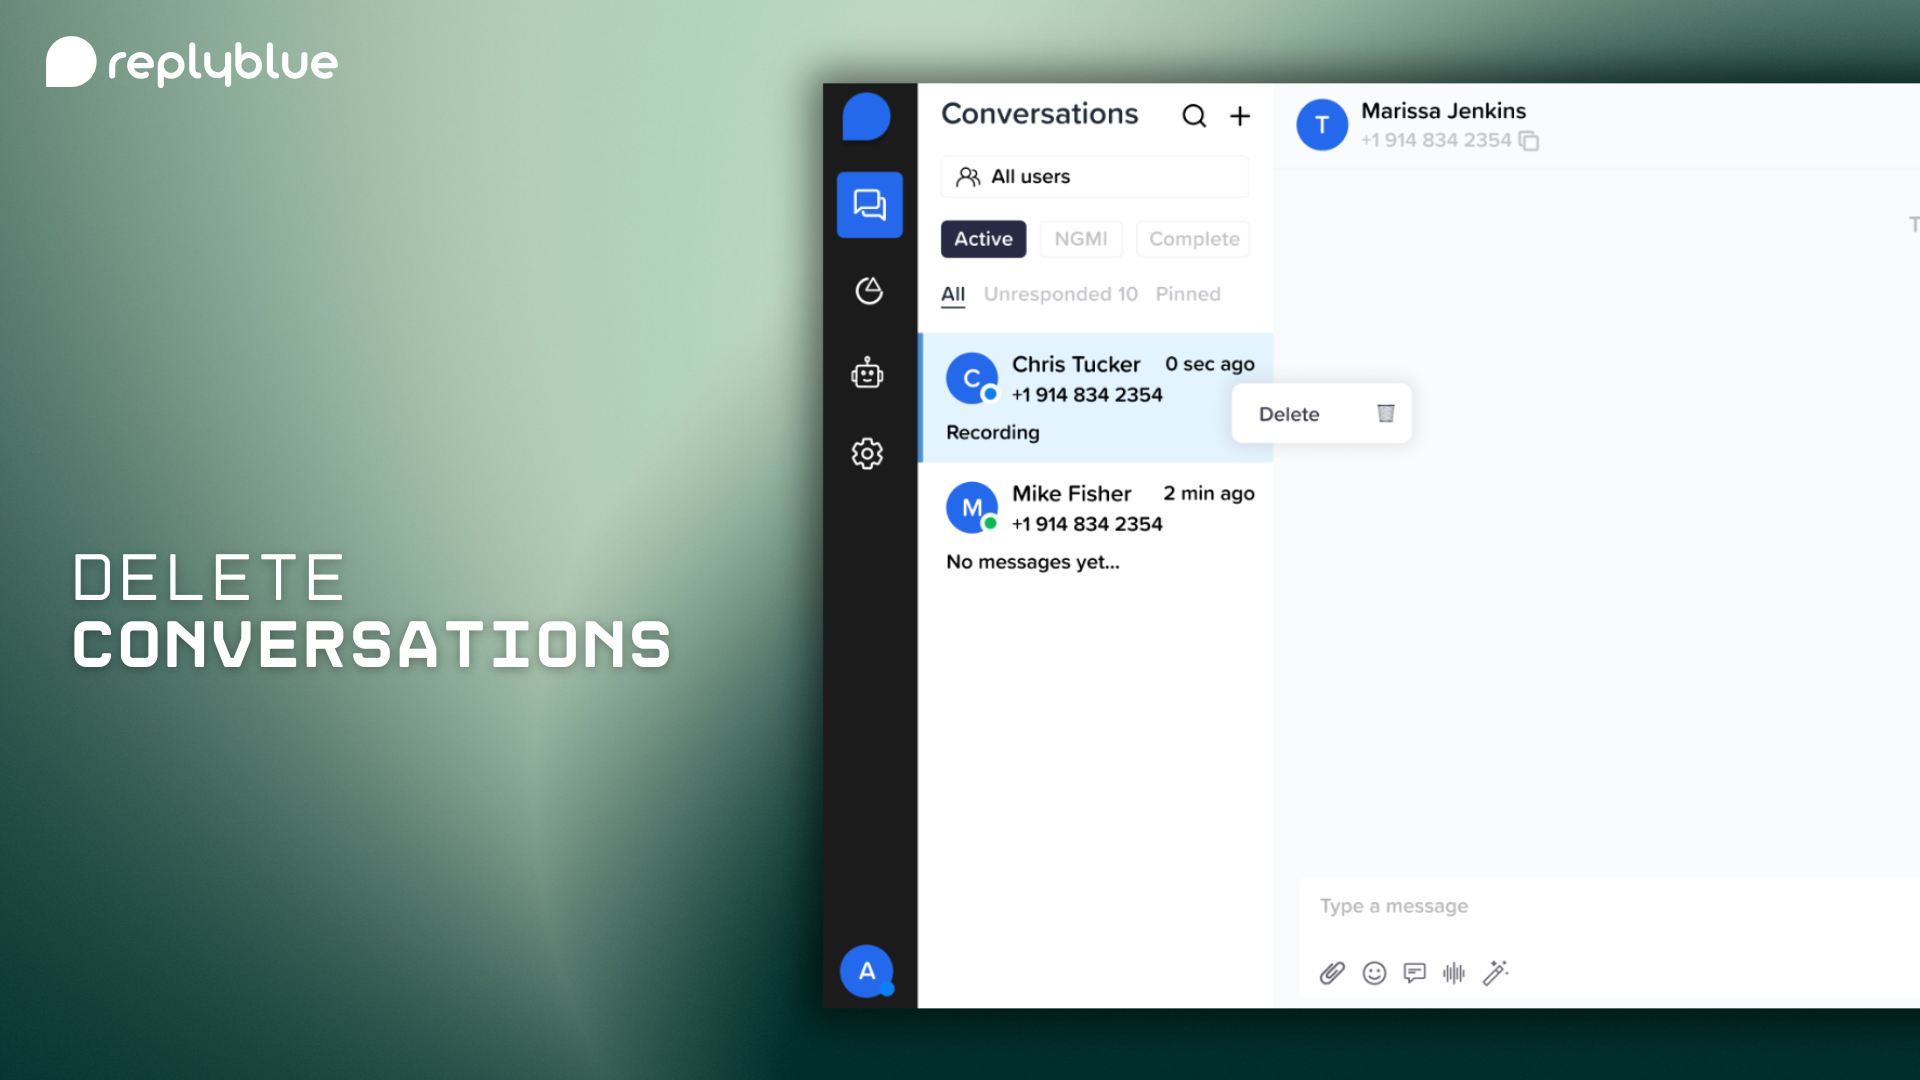 replyblue
DELETE
CONVERSATIONS
Conversations
All users
Active NGMI Complete
All Unresponded 10 Pinned
C Chris Tucker 0 sec ago
+1 914 834 2354
Recording
Delete
M Mike Fisher 2 min ago
+1 914 834 2354
No messages yet...
A
T Marissa Jenkins
+1 914 834 2354
T
Type a message